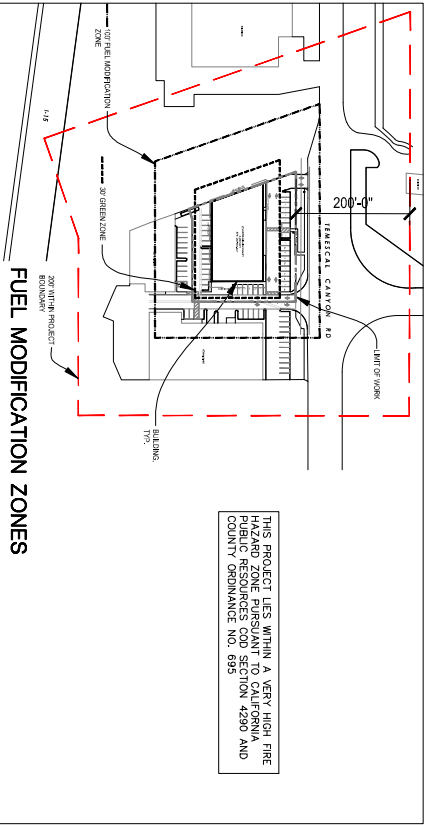 THIS PROJECT LIES WITHIN A VERY HIGH FIRE
HAZARD ZONE PURSUANT TO CALIFORNIA
PUBLIC RESOURCES COD SECTION 4290 AND
COUNTY ORDINANCE NO. 695
LIMIT OF WORK
200'-0"
TEMESCAL CANYON RD
BUILDING,
TYP.
100' FUEL MODIFICATION
ZONE
30' GREEN ZONE
I-15
200' WITHIN PROJECT
BOUNDARY
FUEL MODIFICATION ZONES